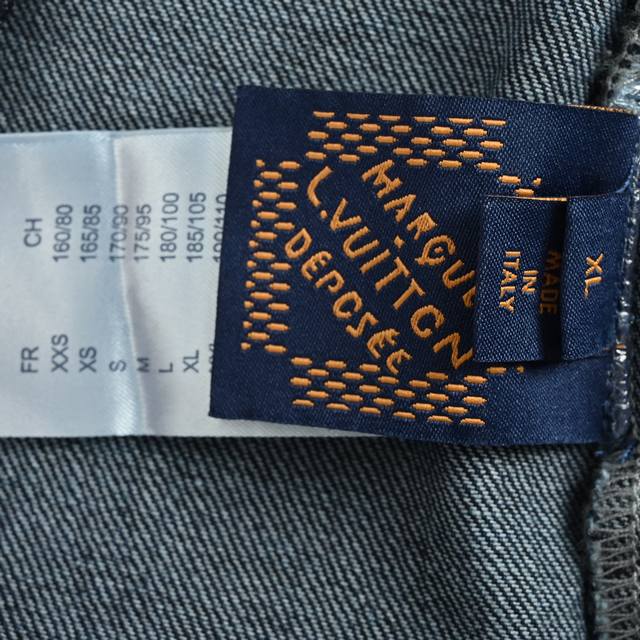 FR CH
XXS 160/80
XS 165/85
S 170/90
M 175/95
L 180/100
XL 185/105
MARQUE
L.VUITTON
DEPOSÉE
MADE
IN
ITALY
XL